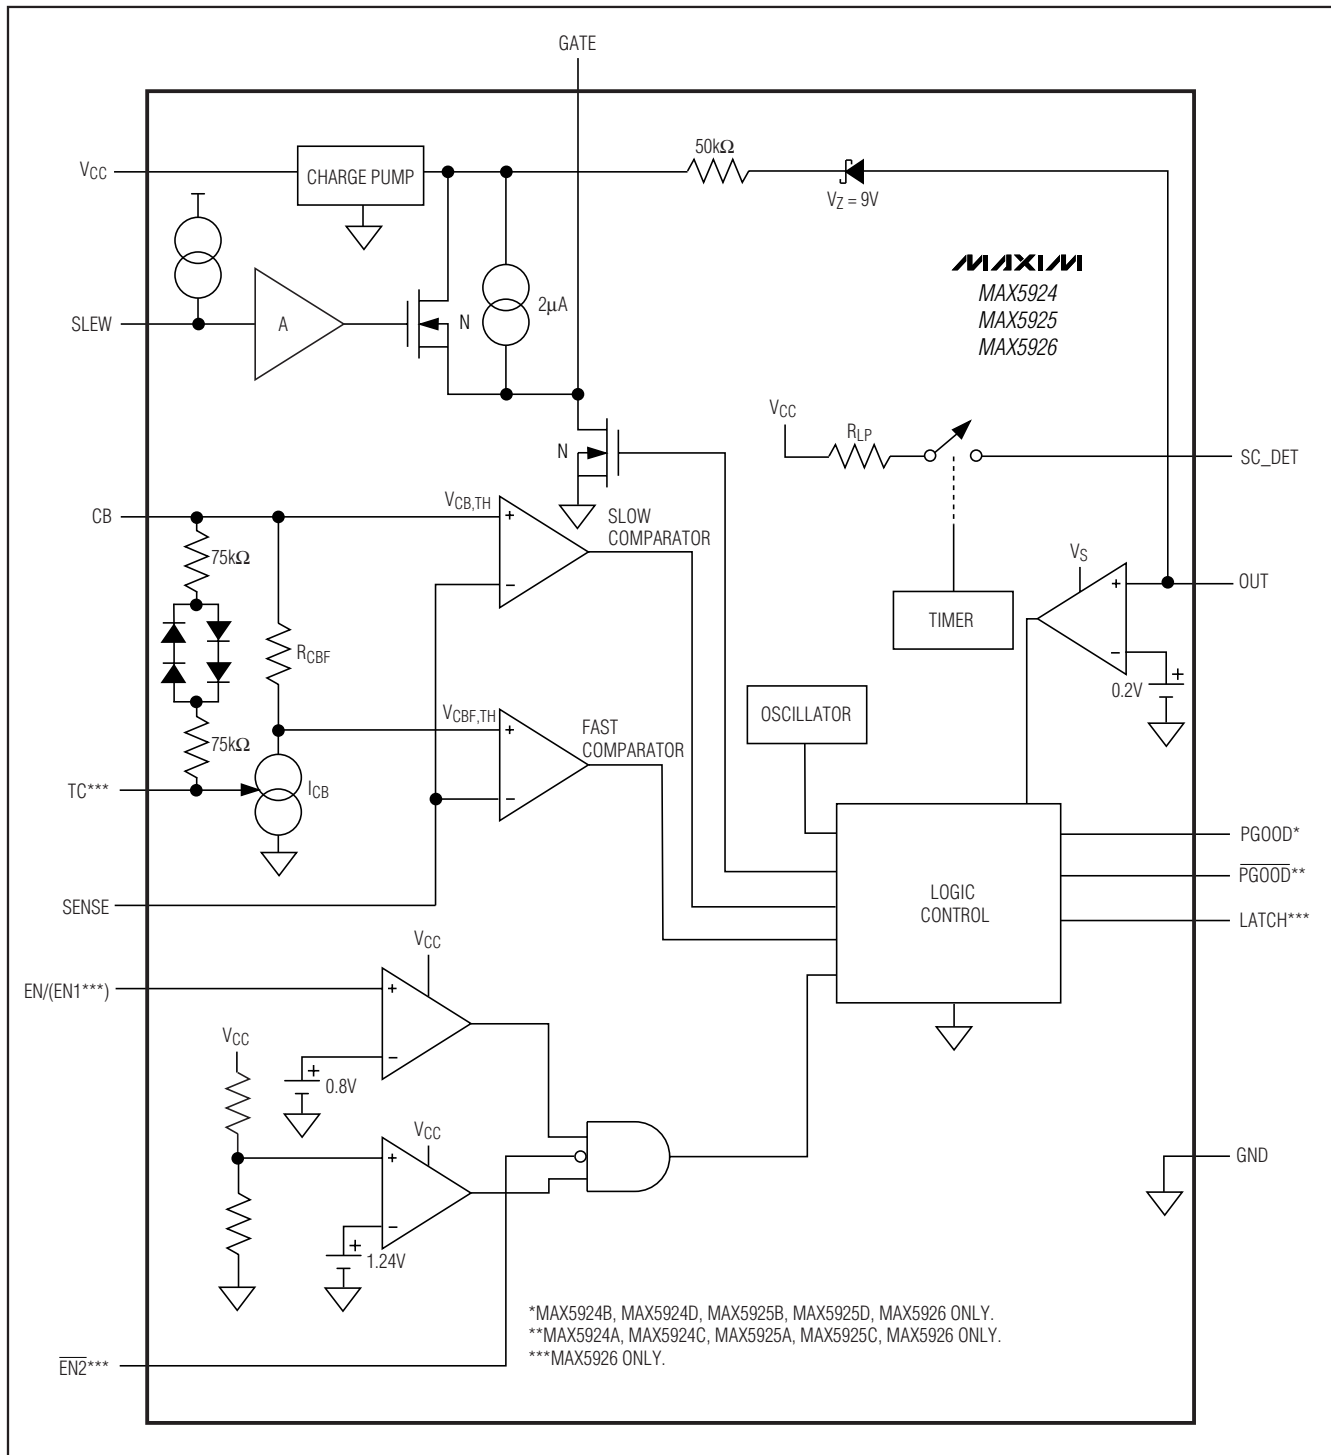 GATE
50kΩ
VCC
CHARGE PUMP
VZ = 9V
MAXIM
MAX5924
MAX5925
MAX5926
2µA
SLEW
A
N
VCC
RLP
N
SC_DET
CB
VCB,TH
+
SLOW
COMPARATOR
75kΩ
VS
−
+
OUT
TIMER
RCBF
−
+
0.2V
OSCILLATOR
VCBF,TH
+
FAST
COMPARATOR
75kΩ
TC***
ICB
−
PGOOD*
PGOOD**
LOGIC
CONTROL
SENSE
LATCH***
VCC
EN/(EN1***)
+
VCC
−
+
0.8V
VCC
+
GND
−
+
1.24V
*MAX5924B, MAX5924D, MAX5925B, MAX5925D, MAX5926 ONLY.
**MAX5924A, MAX5924C, MAX5925A, MAX5925C, MAX5926 ONLY.
***MAX5926 ONLY.
EN2***